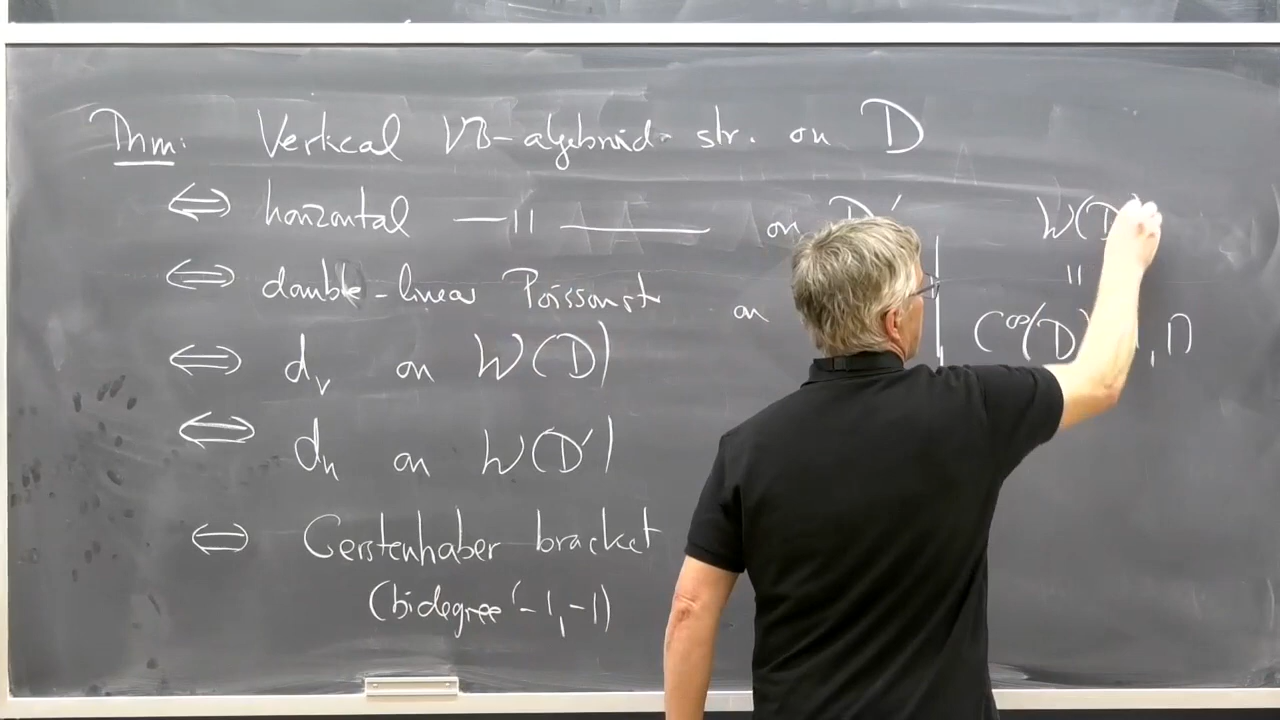 Thm: Vertical VB-algebroid str. on D
⇔ horizontal —〃— on D'
⇔ double-linear Poisson str on
⇔ d_v on W(D)
⇔ d_h on W(D')
⇔ Gerstenhaber bracket
(bidegree -1,-1)
W(D
=
C^∞(D